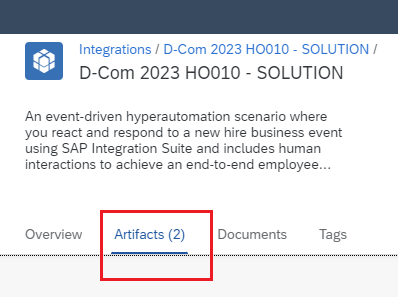 Integrations / D-Com 2023 HO010 - SOLUTION /
D-Com 2023 HO010 - SOLUTION
An event-driven hyperautomation scenario where
you react and respond to a new hire business event
using SAP Integration Suite and includes human
interactions to achieve an end-to-end employee...
Overview Artifacts (2) Documents Tags